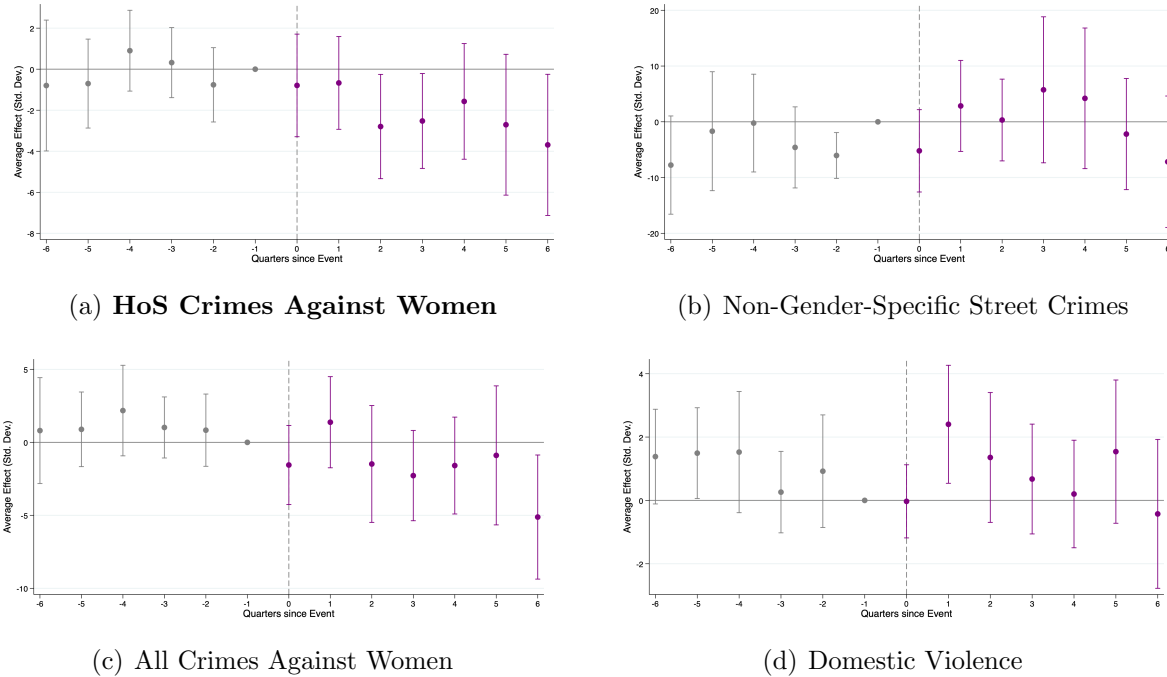 2
0
-2
-4
-6
-8
Average Effect (Std. Dev.)
-6 -5 -4 -3 -2 -1 0 1 2 3 4 5 6
Quarters since Event
(a) HoS Crimes Against Women
20
10
0
-10
-20
Average Effect (Std. Dev.)
-6 -5 -4 -3 -2 -1 0 1 2 3 4 5 6
Quarters since Event
(b) Non-Gender-Specific Street Crimes
5
0
-5
-10
Average Effect (Std. Dev.)
-6 -5 -4 -3 -2 -1 0 1 2 3 4 5 6
Quarters since Event
(c) All Crimes Against Women
4
2
0
-2
Average Effect (Std. Dev.)
-6 -5 -4 -3 -2 -1 0 1 2 3 4 5 6
Quarters since Event
(d) Domestic Violence